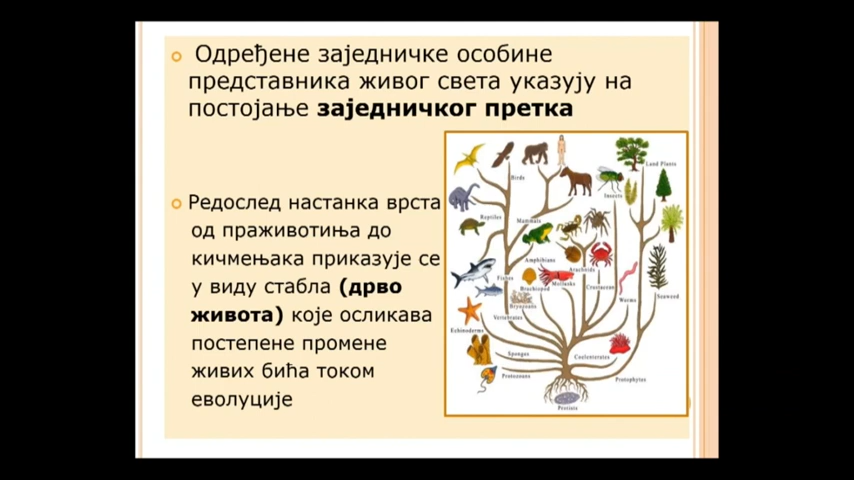 Одређене заједничке особине
представника живог света указују на
постојање заједничког претка
Редослед настанка врста
од праживотиња до
кичмењака приказује се
у виду стабла (дрво
живота) које осликава
постепене промене
живих бића током
еволуције
Land Plants
Birds
Insects
Reptiles
Mammals
Amphibians
Arachnids
Fishes
Mollusks
Brachiopod
Crustacean
Seaweed
Worms
Bryozoans
Vertebrates
Echinoderms
Sponges
Coelenterates
Protozoans
Protophytes
Protists